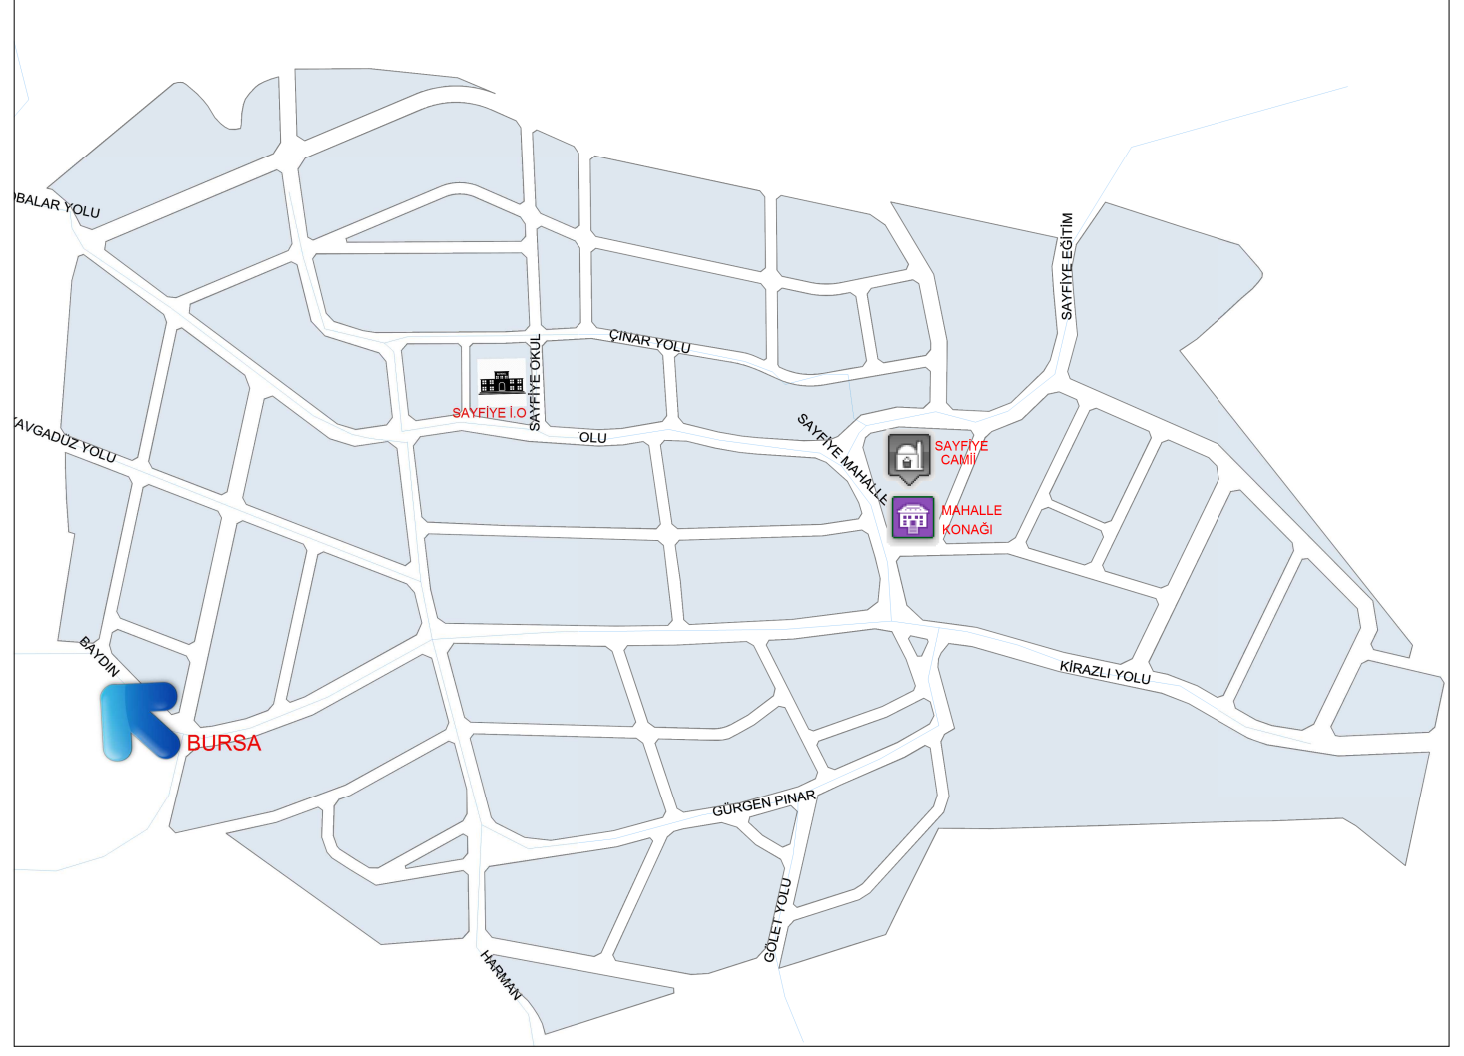 OBALAR YOLU
SAYFİYE EĞİTİM
ÇINAR YOLU
SAYFİYE OKUL
SAYFİYE İ.O
OLU
SAYFİYE MAHALLE
KAVGADÜZ YOLU
SAYFİYE
CAMİİ
MAHALLE
KONAĞI
BAYDIN
KİRAZLI YOLU
BURSA
GÜRGEN PINAR
GÖLET YOLU
HARMAN